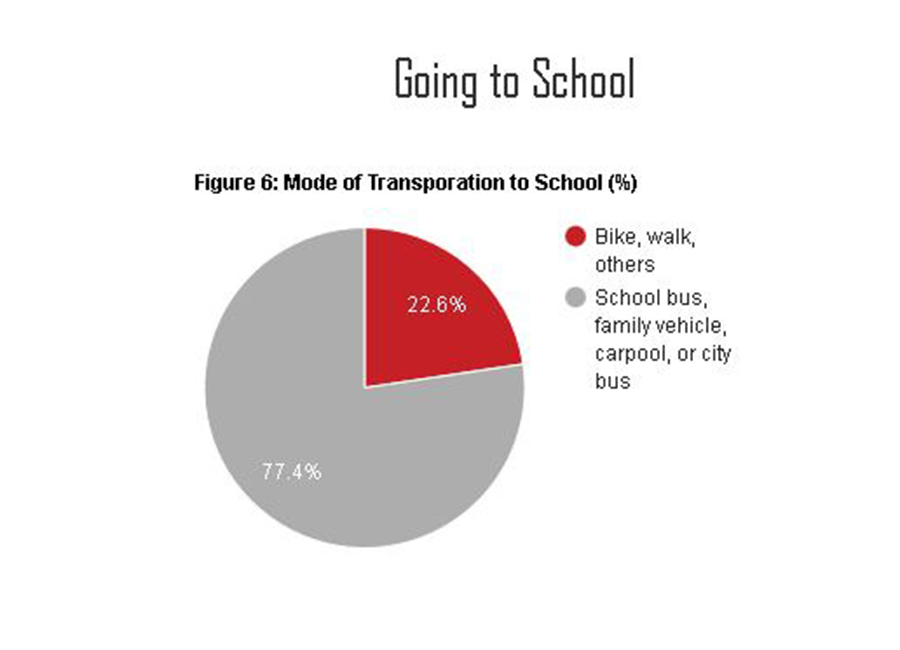 Going to School
Figure 6: Mode of Transporation to School (%)
Bike, walk,
others
22.6%
School bus,
family vehicle,
carpool, or city
bus
77.4%